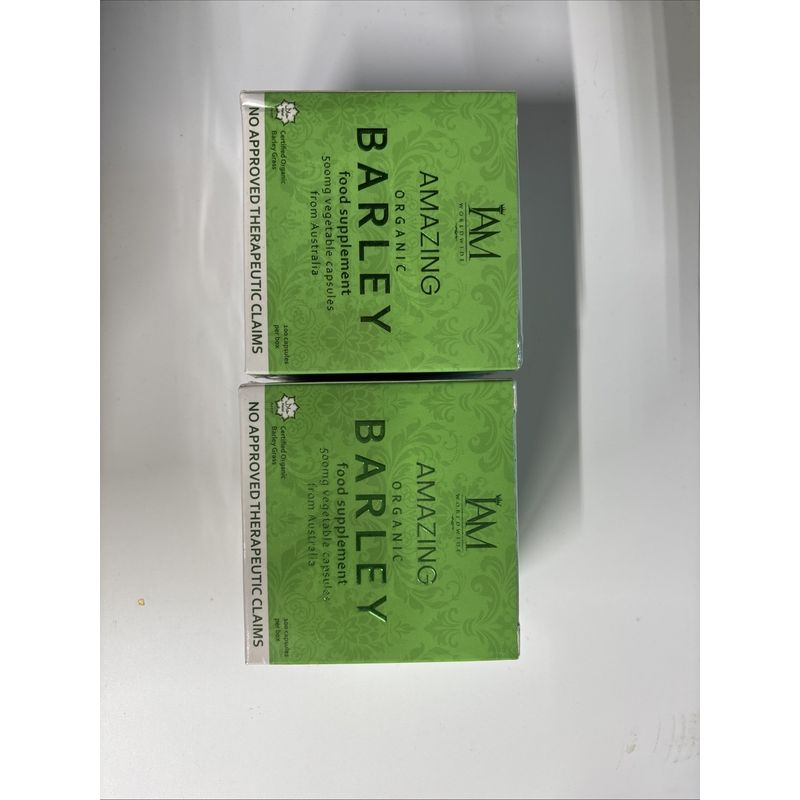 IAM
WORLDWIDE
AMAZING
ORGANIC
BARLEY
food supplement
500mg vegetable capsules
from Australia
Certified Organic
Barley Grass
100 capsules
per box
NO APPROVED THERAPEUTIC CLAIMS
IAM
WORLDWIDE
AMAZING
ORGANIC
BARLEY
food supplement
500mg vegetable capsules
from Australia
Certified Organic
Barley Grass
100 capsules
per box
NO APPROVED THERAPEUTIC CLAIMS